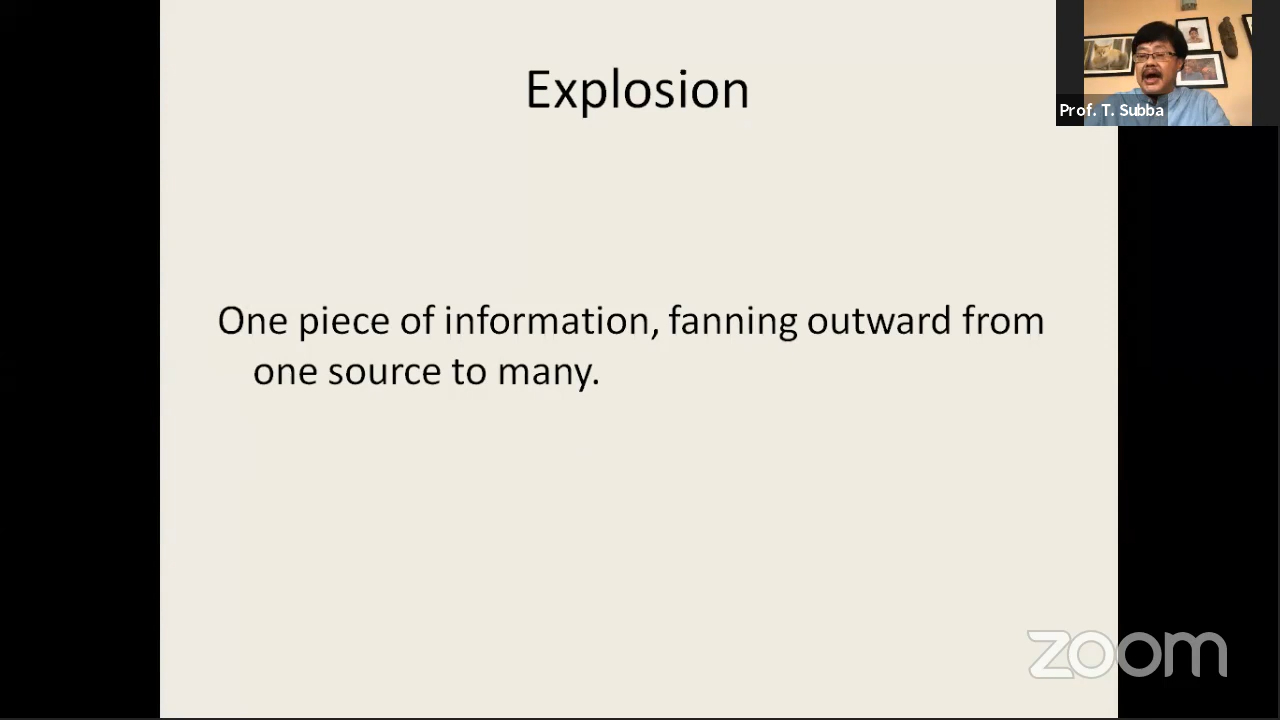 Explosion
Prof. T. Subba
One piece of information, fanning outward from
one source to many.
zoom